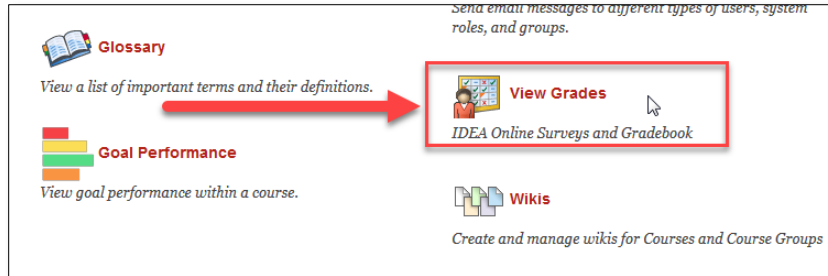 Glossary
View a list of important terms and their definitions.
Goal Performance
View goal performance within a course.
Send email messages to different types of users, system
roles, and groups.
View Grades
IDEA Online Surveys and Gradebook
Wikis
Create and manage wikis for Courses and Course Groups